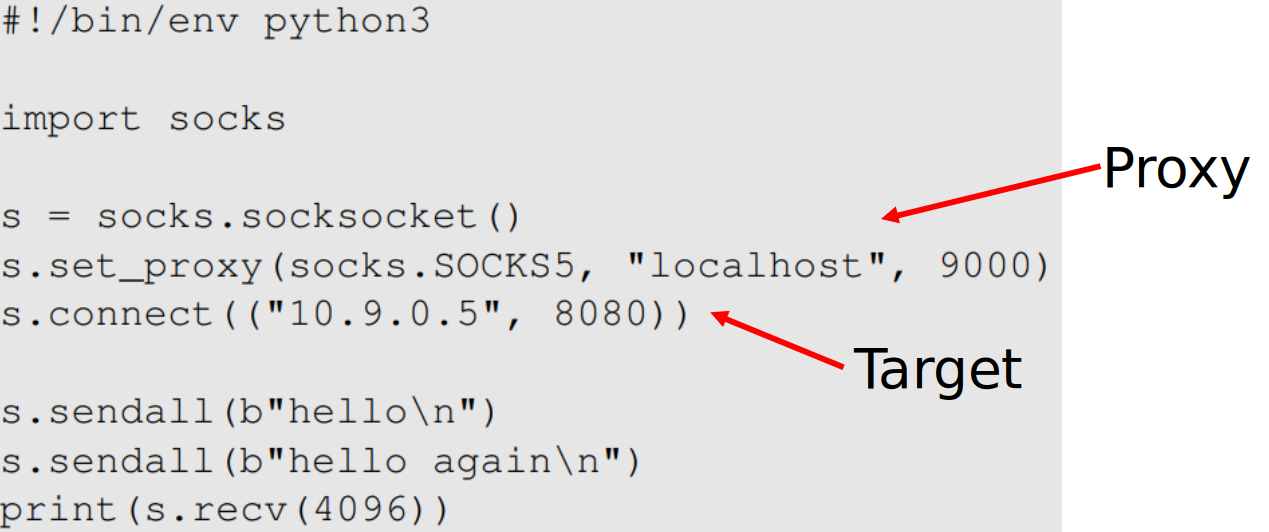 #!/bin/env python3
import socks
Proxy
s = socks.socksocket()
s.set_proxy(socks.SOCKS5, "localhost", 9000)
s.connect(("10.9.0.5", 8080))
Target
s.sendall(b"hello\n")
s.sendall(b"hello again\n")
print(s.recv(4096))